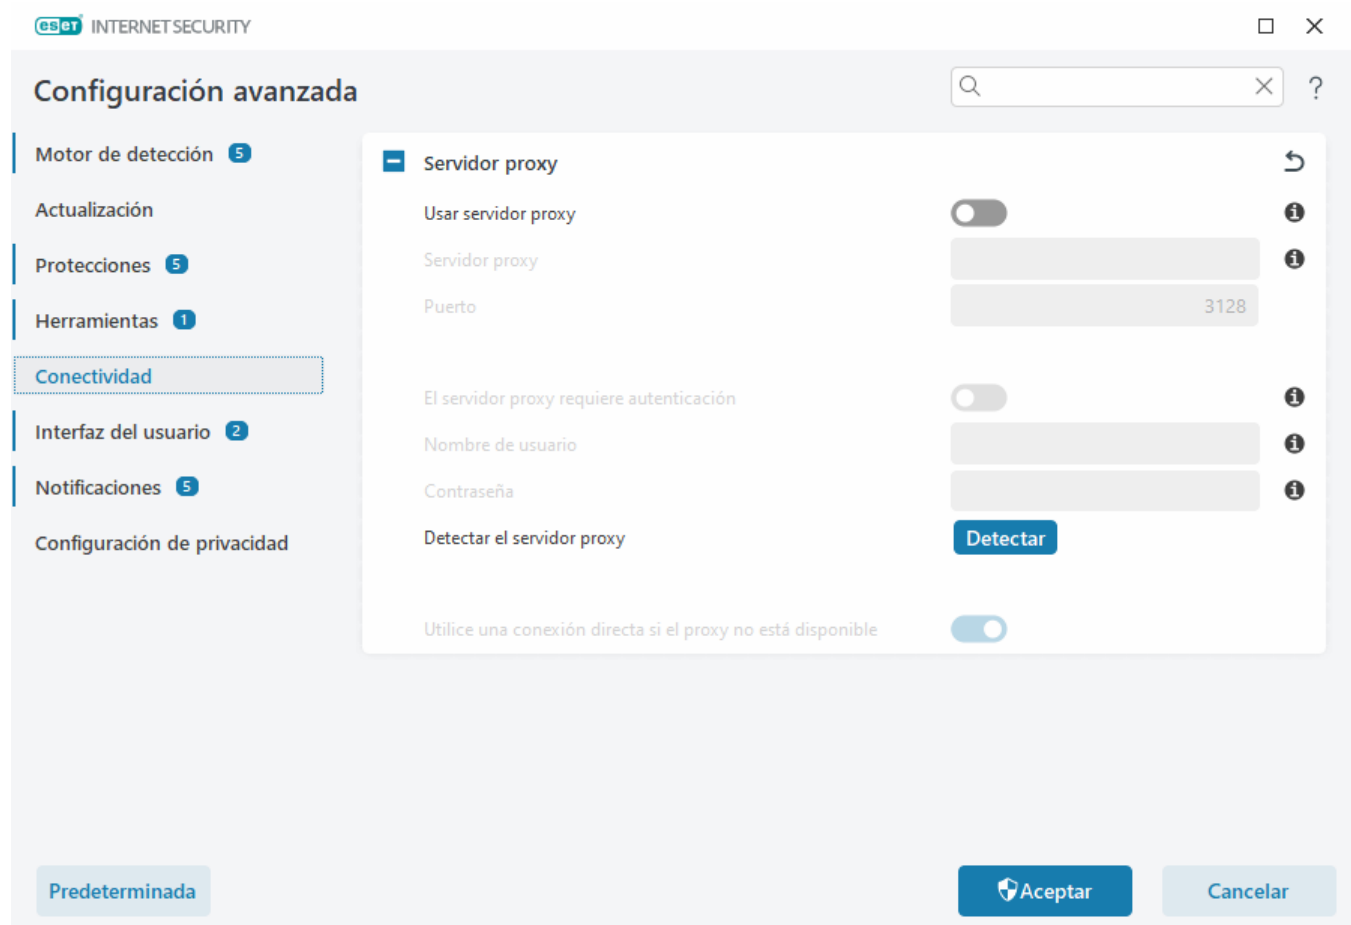 eset INTERNET SECURITY
Configuración avanzada
?
Motor de detección 5
Actualización
Protecciones 5
Herramientas 1
Conectividad
Interfaz del usuario 2
Notificaciones 5
Configuración de privacidad
Servidor proxy
Usar servidor proxy
Servidor proxy
Puerto 3128
El servidor proxy requiere autenticación
Nombre de usuario
Contraseña
Detectar el servidor proxy Detectar
Utilice una conexión directa si el proxy no está disponible
Predeterminada Aceptar Cancelar